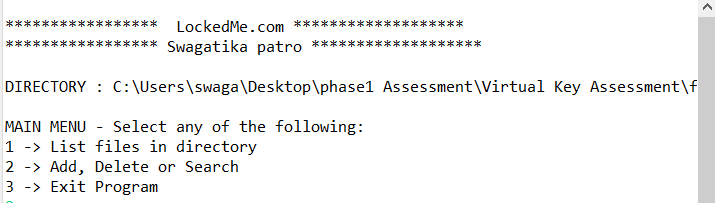 *****************  LockedMe.com *******************
***************** Swagatika patro *******************
DIRECTORY : C:\Users\swaga\Desktop\phase1 Assessment\Virtual Key Assessment\f
MAIN MENU - Select any of the following:
1 -> List files in directory
2 -> Add, Delete or Search
3 -> Exit Program